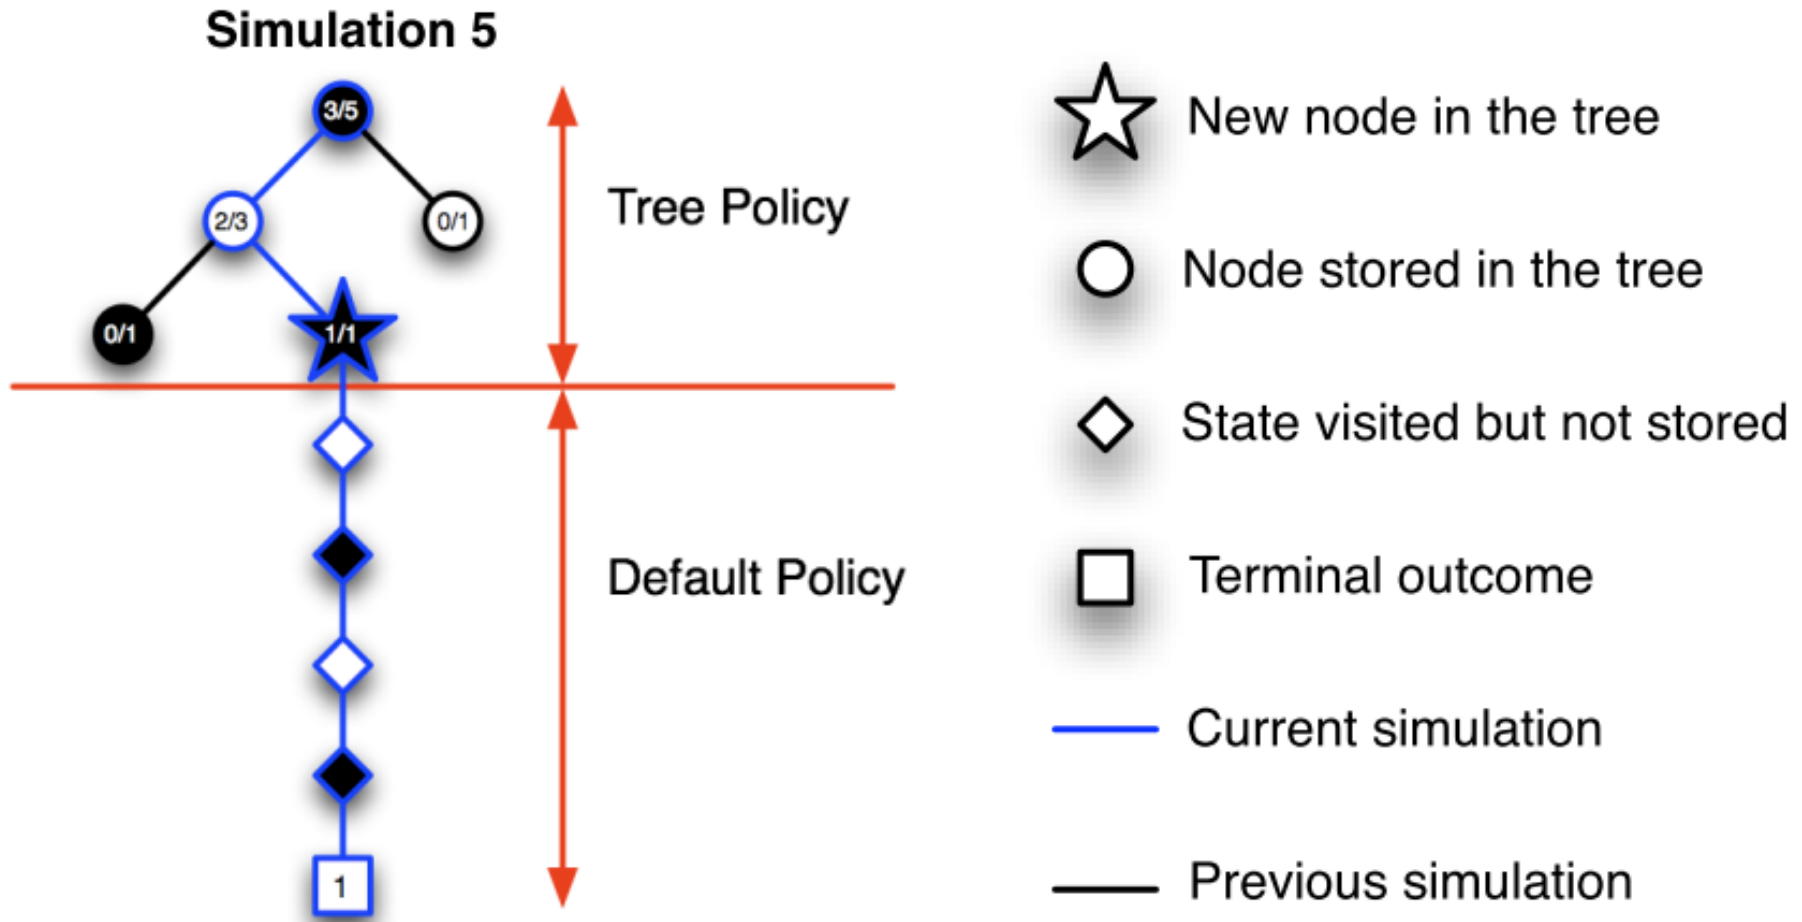 Simulation 5
3/5
2/3
0/1
0/1
1/1
1
Tree Policy
Default Policy
New node in the tree
Node stored in the tree
State visited but not stored
Terminal outcome
Current simulation
Previous simulation